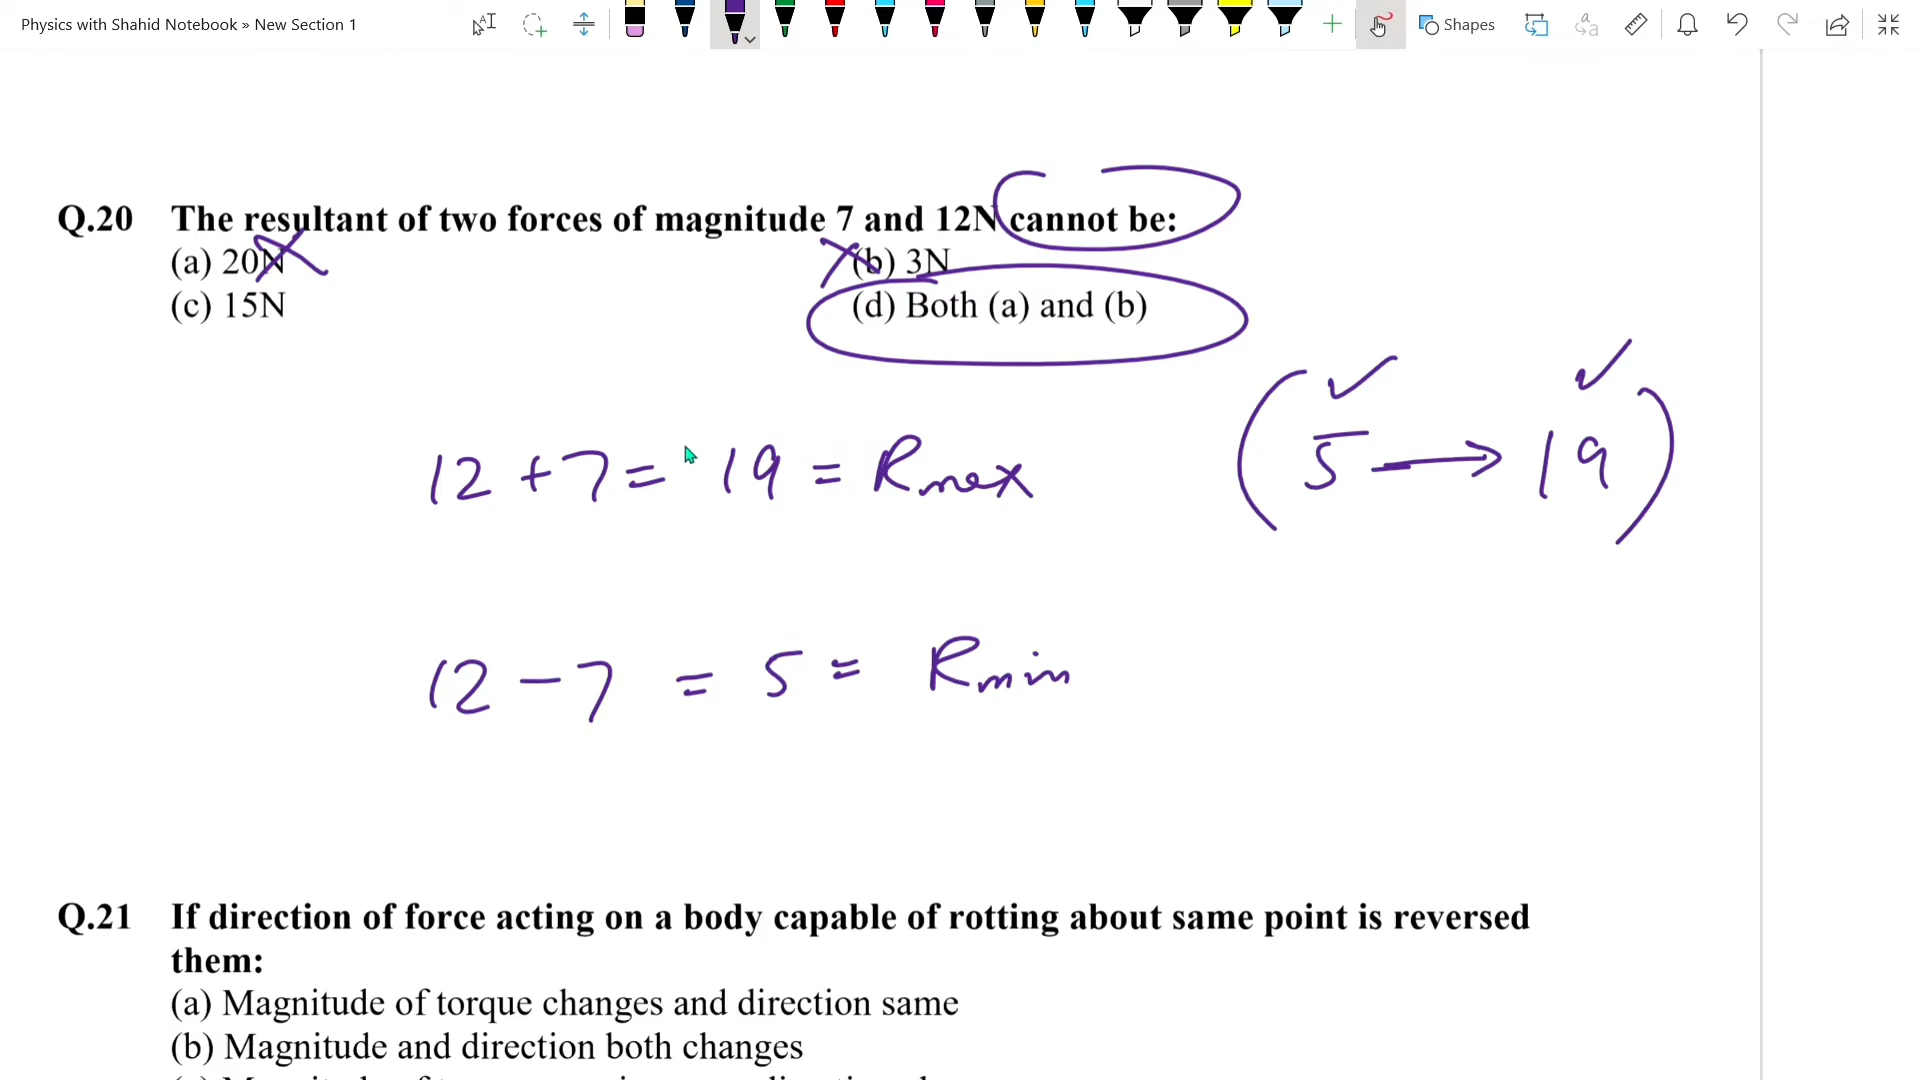 Physics with Shahid Notebook » New Section 1
Shapes
Q.20 The resultant of two forces of magnitude 7 and 12N cannot be:
(a) 20N (b) 3N
(c) 15N (d) Both (a) and (b)
12 + 7 = 19 = Rmax
(5 → 19)
12 - 7 = 5 = Rmin
Q.21 If direction of force acting on a body capable of rotting about same point is reversed
them:
(a) Magnitude of torque changes and direction same
(b) Magnitude and direction both changes